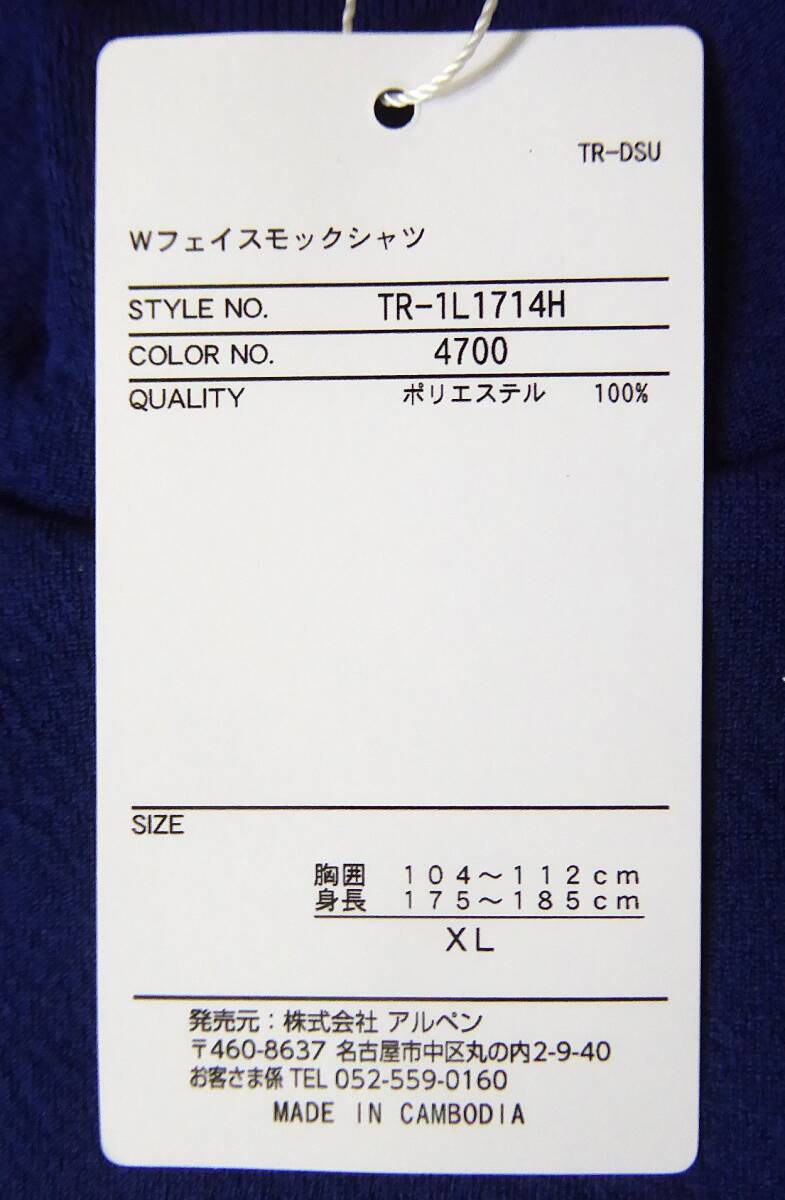 TR-DSU
Wフェイスモックシャツ
STYLE NO. TR-1L1714H
COLOR NO. 4700
QUALITY ポリエステル 100%
SIZE
胸囲 104～112cm
身長 175～185cm
XL
発売元：株式会社 アルペン
〒460-8637 名古屋市中区丸の内2-9-40
お客さま係 TEL 052-559-0160
MADE IN CAMBODIA